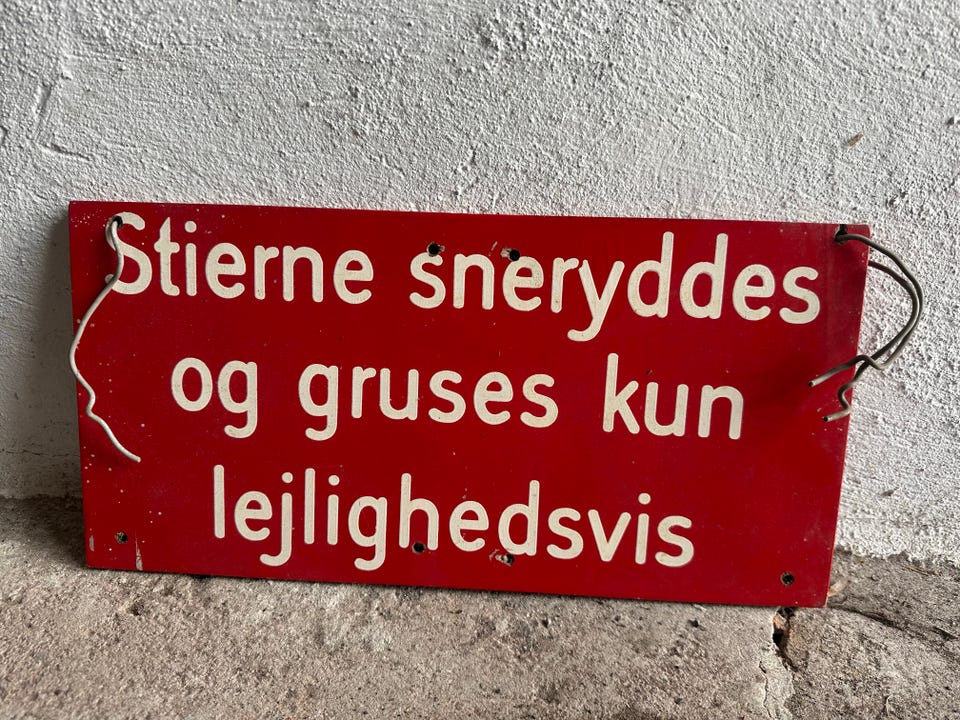 Stierne sneryddes
og gruses kun
lejlighedsvis